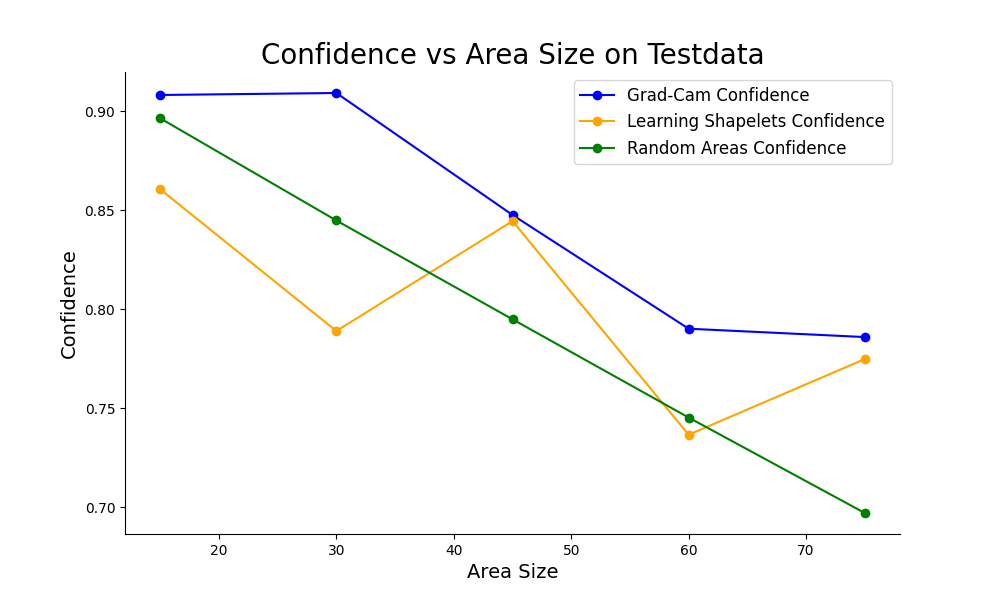 Confidence vs Area Size on Testdata
Grad-Cam Confidence
Learning Shapelets Confidence
Random Areas Confidence
0.90
0.85
0.80
0.75
0.70
Confidence
20 30 40 50 60 70
Area Size